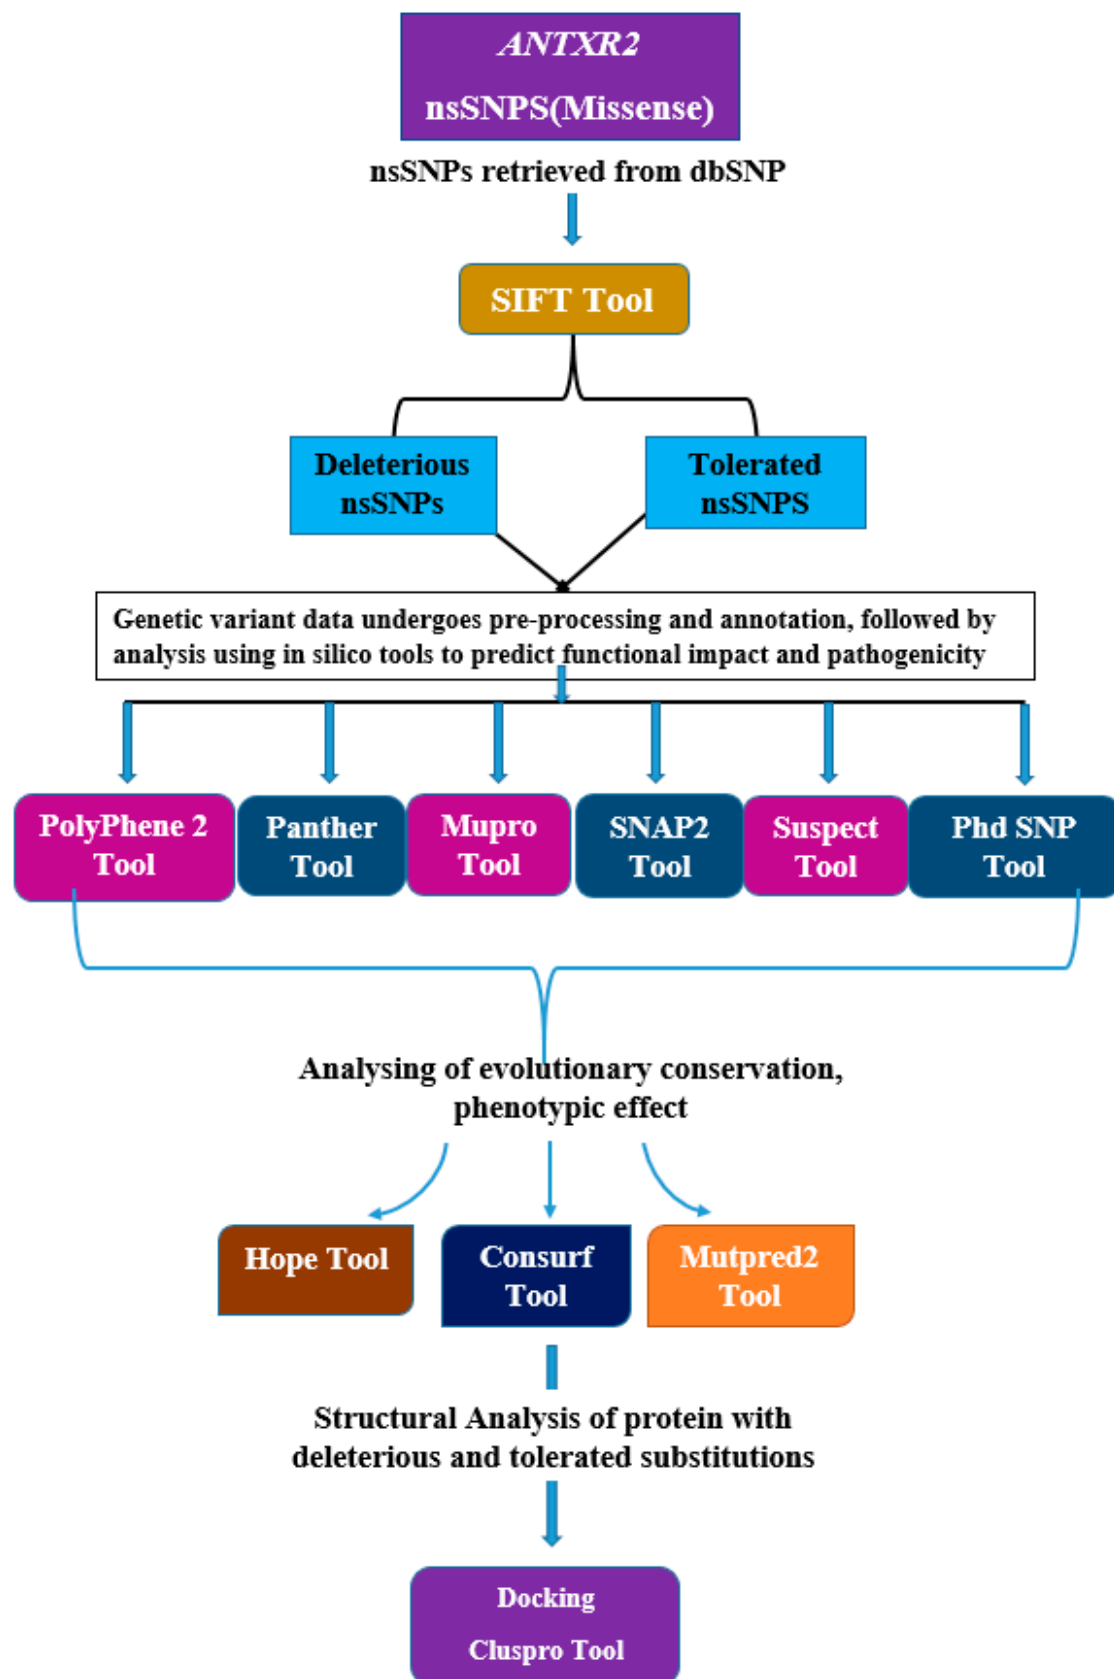 ANTXR2
nsSNPS(Missense)
nsSNPs retrieved from dbSNP
SIFT Tool
Deleterious
nsSNPs
Tolerated
nsSNPS
Genetic variant data undergoes pre-processing and annotation, followed by
analysis using in silico tools to predict functional impact and pathogenicity
PolyPhene 2
Tool
Panther
Tool
Mupro
Tool
SNAP2
Tool
Suspect
Tool
Phd SNP
Tool
Analysing of evolutionary conservation,
phenotypic effect
Hope Tool
Consurf
Tool
Mutpred2
Tool
Structural Analysis of protein with
deleterious and tolerated substitutions
Docking
Cluspro Tool